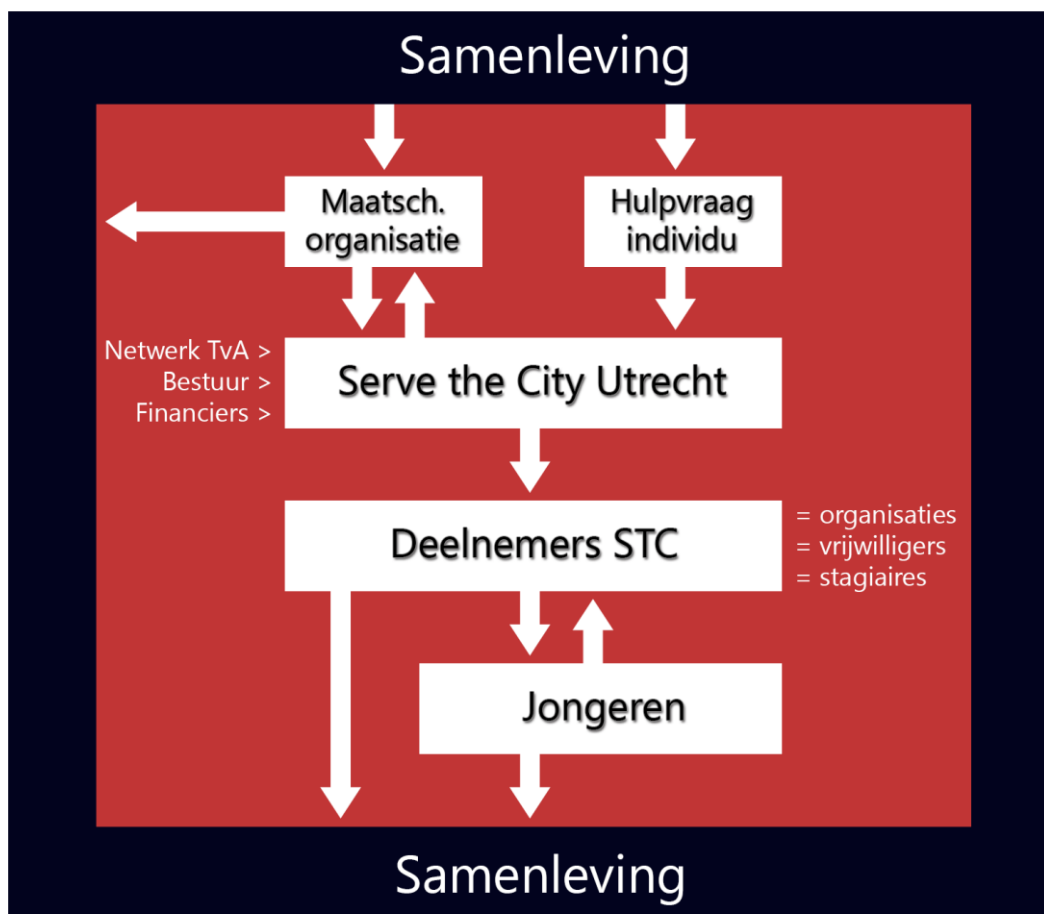 Samenleving
Maatsch.
organisatie
Hulpvraag
individu
Netwerk TvA >
Bestuur >
Financiers >
Serve the City Utrecht
Deelnemers STC
= organisaties
= vrijwilligers
= stagiaires
Jongeren
Samenleving